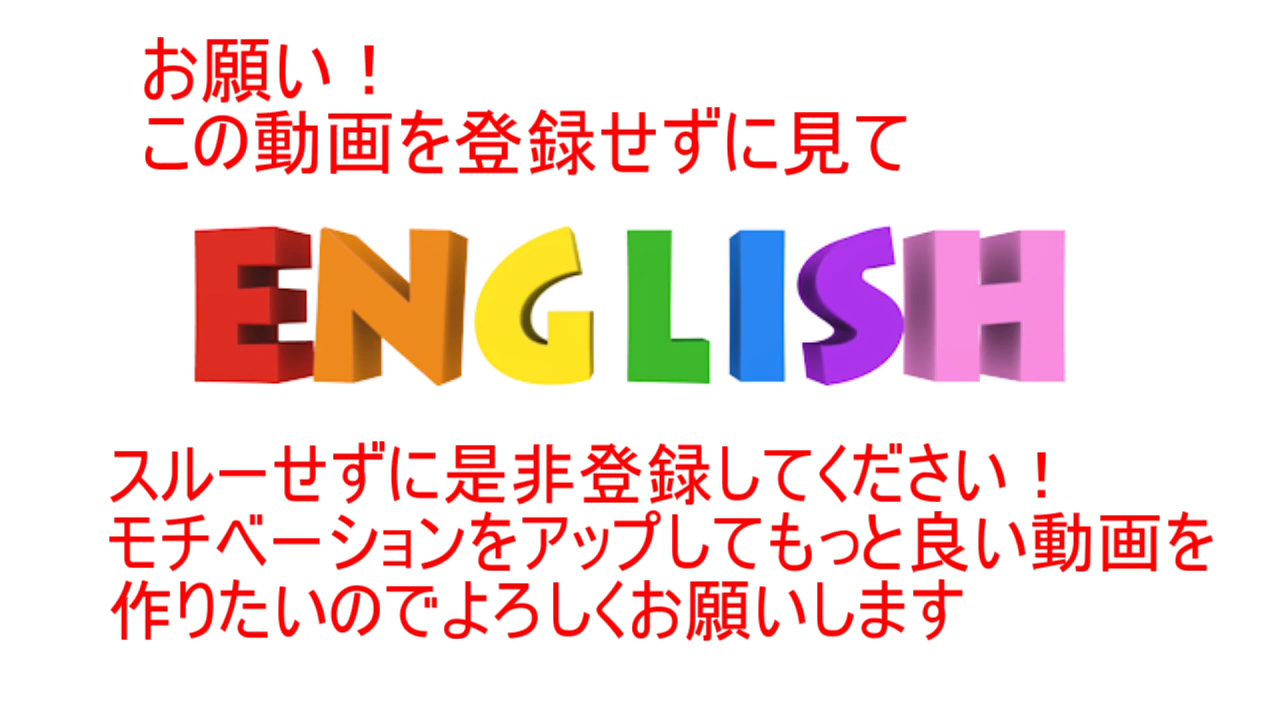 お願い！
この動画を登録せずに見て
ENGLISH
スルーせずに是非登録してください！
モチベーションをアップしてもっと良い動画を
作りたいのでよろしくお願いします